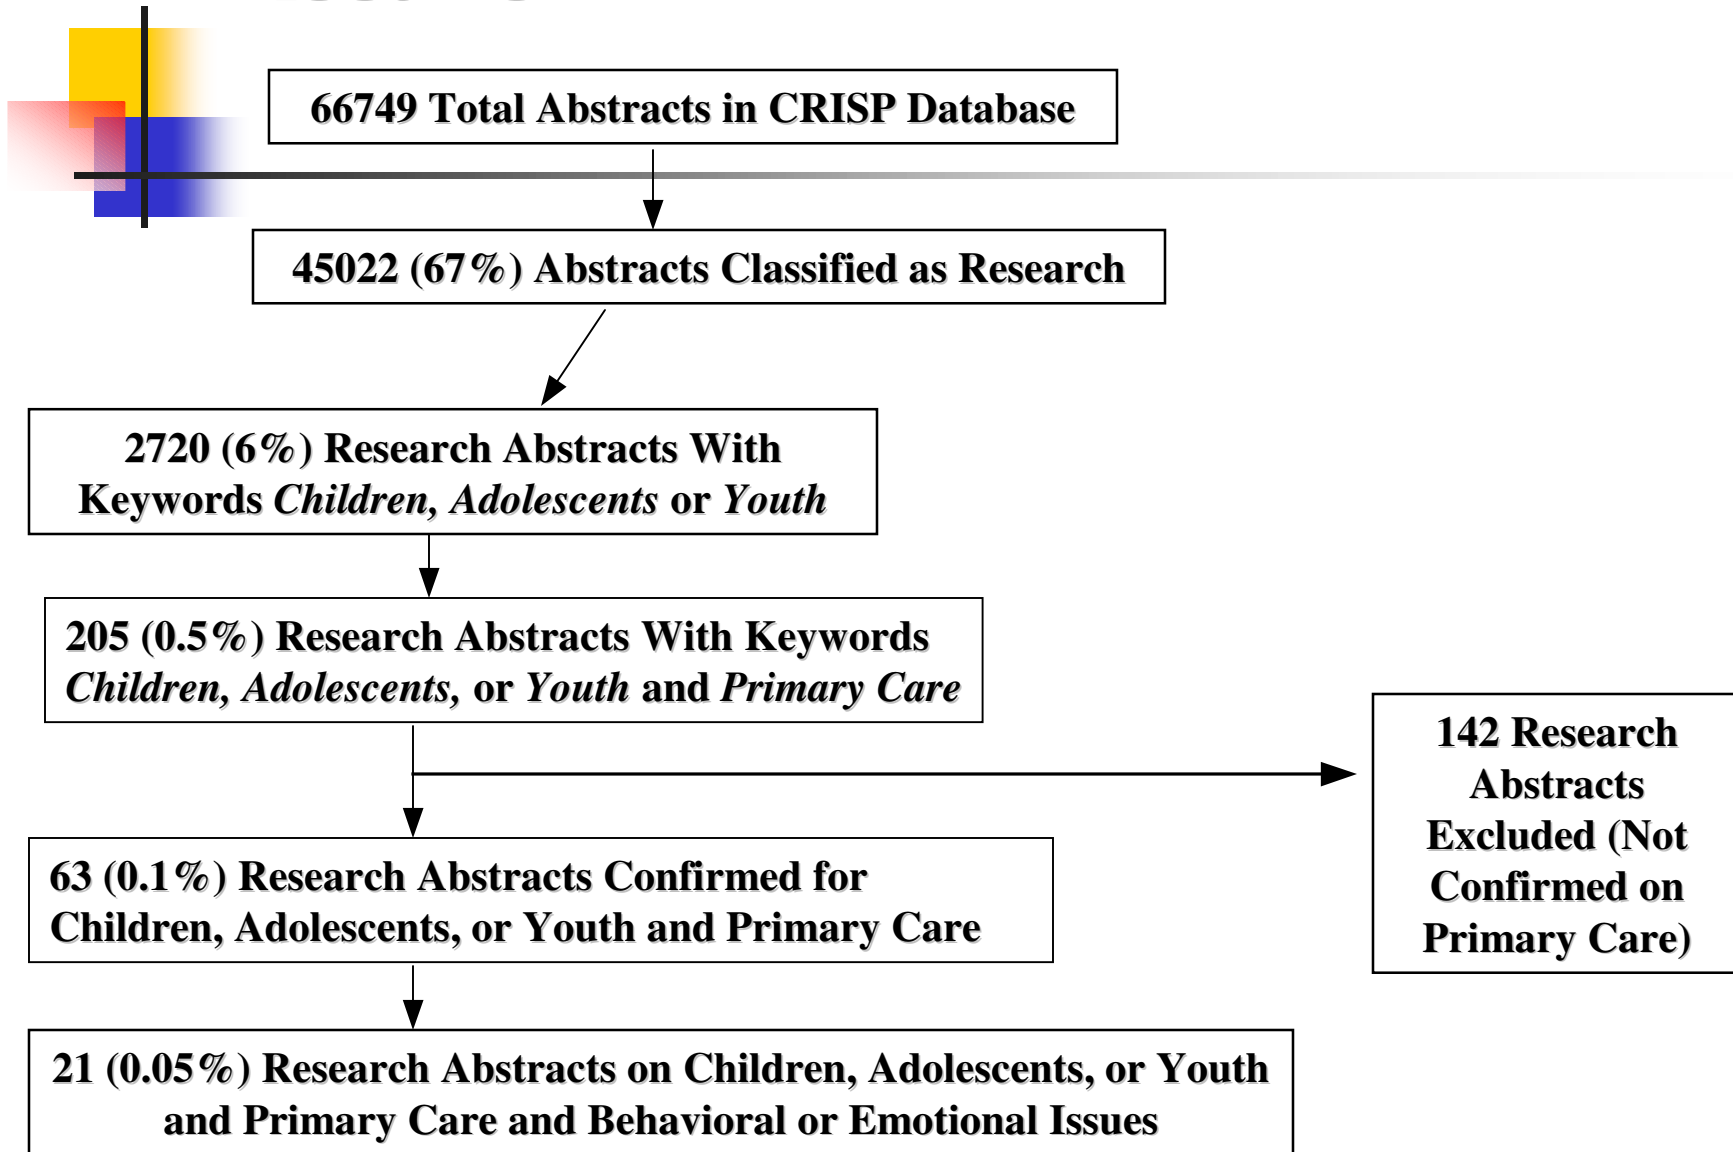 66749 Total Abstracts in CRISP Database
45022 (67%) Abstracts Classified as Research
2720 (6%) Research Abstracts With
Keywords Children, Adolescents or Youth
205 (0.5%) Research Abstracts With Keywords
Children, Adolescents, or Youth and Primary Care
142 Research
Abstracts
Excluded (Not
Confirmed on
Primary Care)
63 (0.1%) Research Abstracts Confirmed for
Children, Adolescents, or Youth and Primary Care
21 (0.05%) Research Abstracts on Children, Adolescents, or Youth
and Primary Care and Behavioral or Emotional Issues